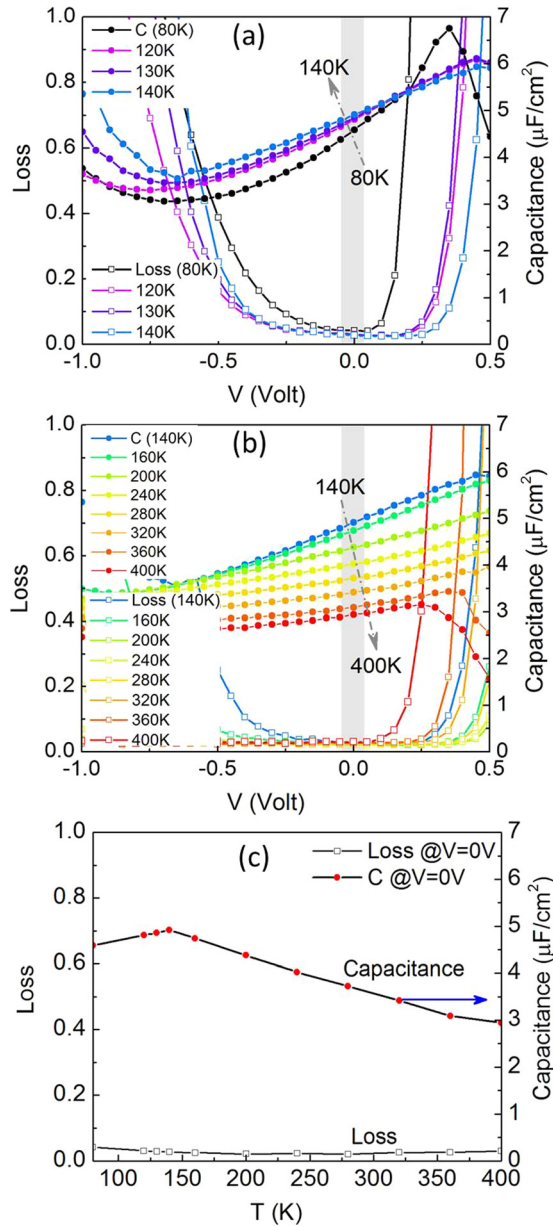 (a)
C (80K)
120K
130K
140K
140K
80K
Loss (80K)
120K
130K
140K
Loss
1.0
0.8
0.6
0.4
0.2
0.0
Capacitance (μF/cm²)
7
6
5
4
3
2
1
0
-1.0 -0.5 0.0 0.5
V (Volt)
(b)
C (140K)
160K
200K
240K
280K
320K
360K
400K
Loss (140K)
160K
200K
240K
280K
320K
360K
400K
140K
400K
Loss
1.0
0.8
0.6
0.4
0.2
0.0
Capacitance (μF/cm²)
7
6
5
4
3
2
1
0
-1.0 -0.5 0.0 0.5
V (Volt)
(c)
Loss @V=0V
C @V=0V
Capacitance
Loss
Loss
1.0
0.8
0.6
0.4
0.2
0.0
Capacitance (μF/cm²)
7
6
5
4
3
2
1
0
100 150 200 250 300 350 400
T (K)